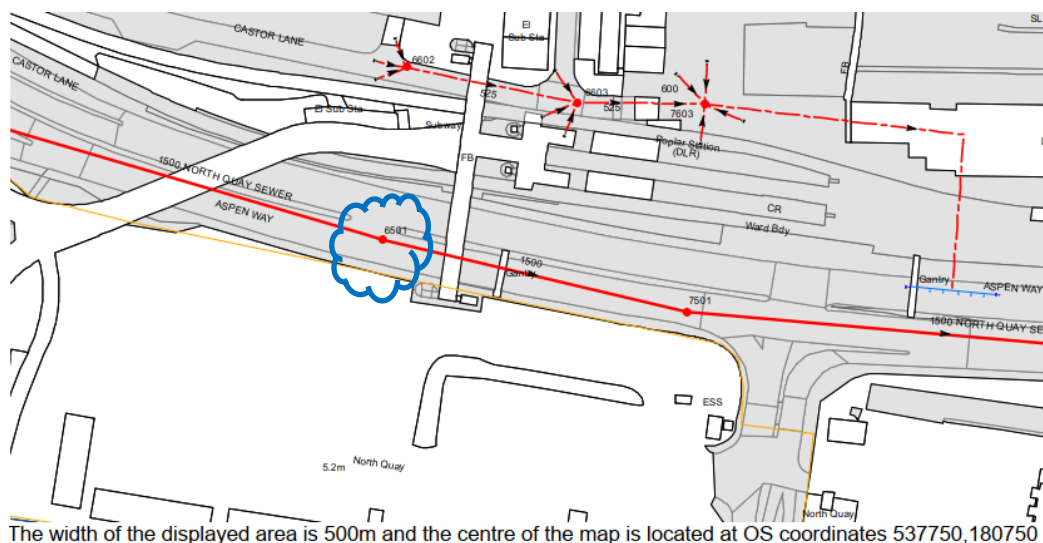 SL
CASTOR LANE
El
Sub Sta
6602
FB
CASTOR LANE
525
6603
600
525
7603
El Sub Sta
Subway
Poplar Station
(DLR)
FB
1500 NORTH QUAY SEWER
CR
ASPEN WAY
Ward Bdy
6501
1500
Gantry
Gantry
ASPEN WAY
7501
1500 NORTH QUAY SE
ESS
North Quay
5.2m
North Quay
The width of the displayed area is 500m and the centre of the map is located at OS coordinates 537750,180750